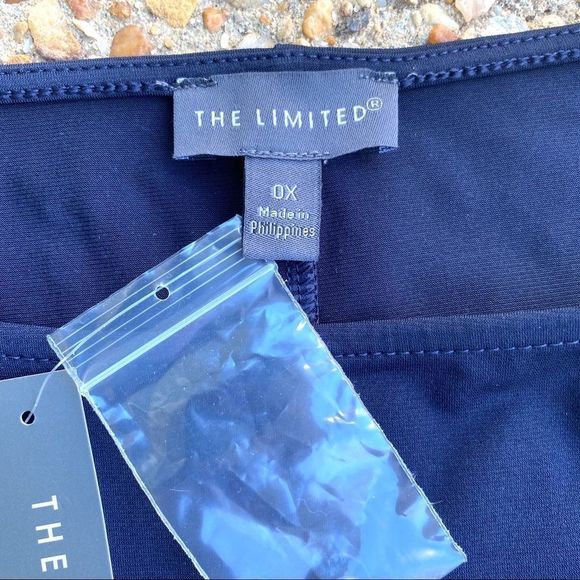 THE LIMITED®
0X
Made in
Philippines
THE